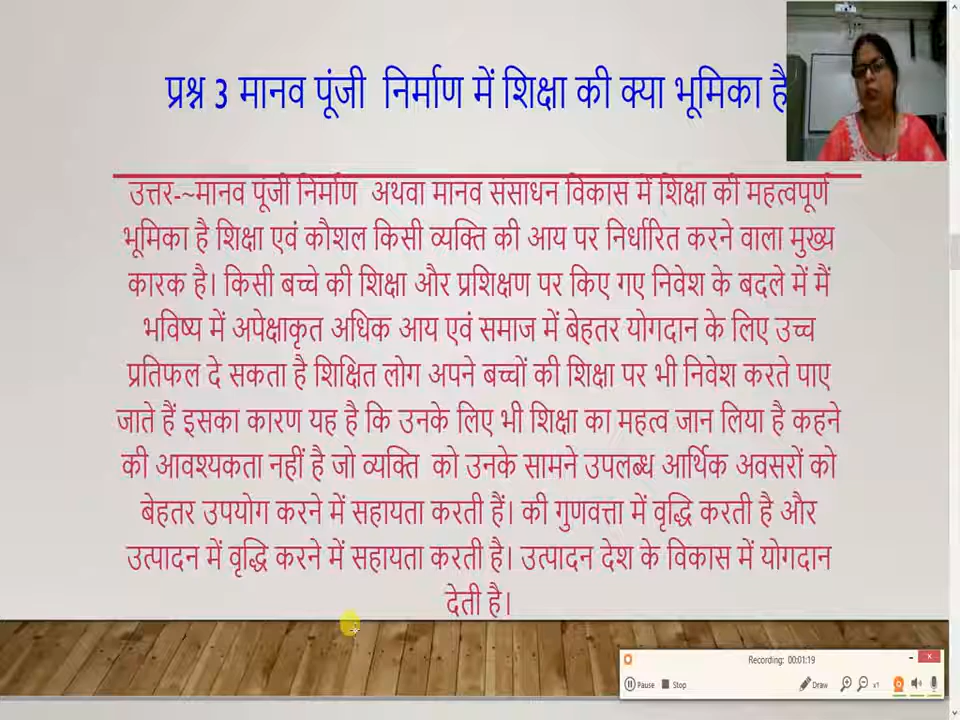 प्रश्न 3 मानव पूंजी निर्माण में शिक्षा की क्या भूमिका है
उत्तर-~मानव पूंजी निर्माण अथवा मानव संसाधन विकास में शिक्षा की महत्वपूर्ण
भूमिका है शिक्षा एवं कौशल किसी व्यक्ति की आय पर निर्धारित करने वाला मुख्य
कारक है। किसी बच्चे की शिक्षा और प्रशिक्षण पर किए गए निवेश के बदले में मैं
भविष्य में अपेक्षाकृत अधिक आय एवं समाज में बेहतर योगदान के लिए उच्च
प्रतिफल दे सकता है शिक्षित लोग अपने बच्चों की शिक्षा पर भी निवेश करते पाए
जाते हैं इसका कारण यह है कि उनके लिए भी शिक्षा का महत्व जान लिया है कहने
की आवश्यकता नहीं है जो व्यक्ति को उनके सामने उपलब्ध आर्थिक अवसरों को
बेहतर उपयोग करने में सहायता करती हैं। की गुणवत्ता में वृद्धि करती है और
उत्पादन में वृद्धि करने में सहायता करती है। उत्पादन देश के विकास में योगदान
देती है।
Recording: 00:01:19
Pause Stop Draw x1